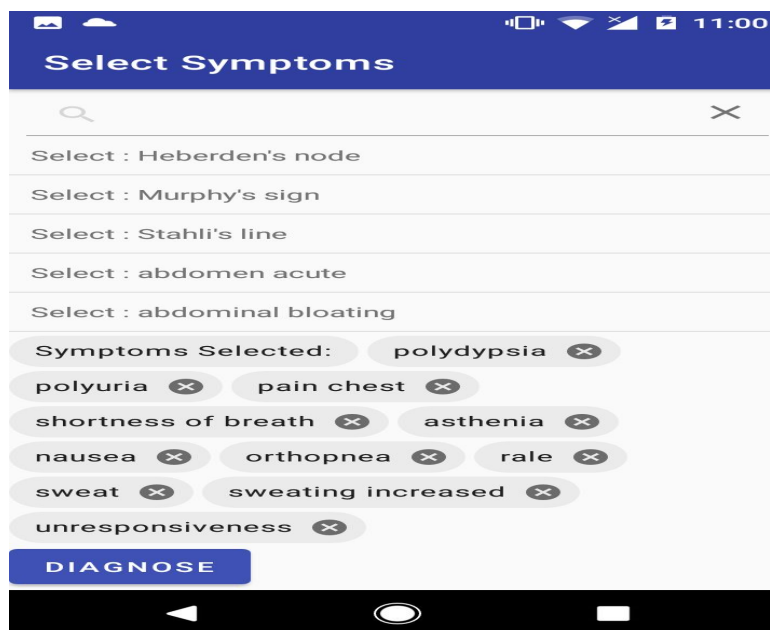 11:00
Select Symptoms
Select : Heberden's node
Select : Murphy's sign
Select : Stahli's line
Select : abdomen acute
Select : abdominal bloating
Symptoms Selected: polydypsia
polyuria pain chest
shortness of breath asthenia
nausea orthopnea rale
sweat sweating increased
unresponsiveness
DIAGNOSE